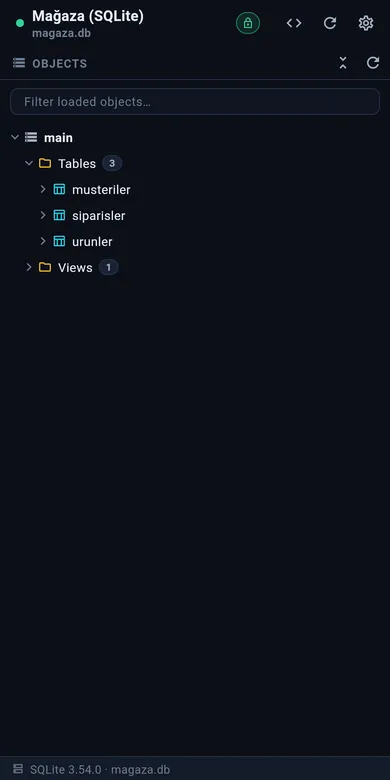 Mağaza (SQLite)
magaza.db
OBJECTS
Filter loaded objects…
main
Tables 3
musteriler
siparisler
urunler
Views 1
SQLite 3.54.0 · magaza.db